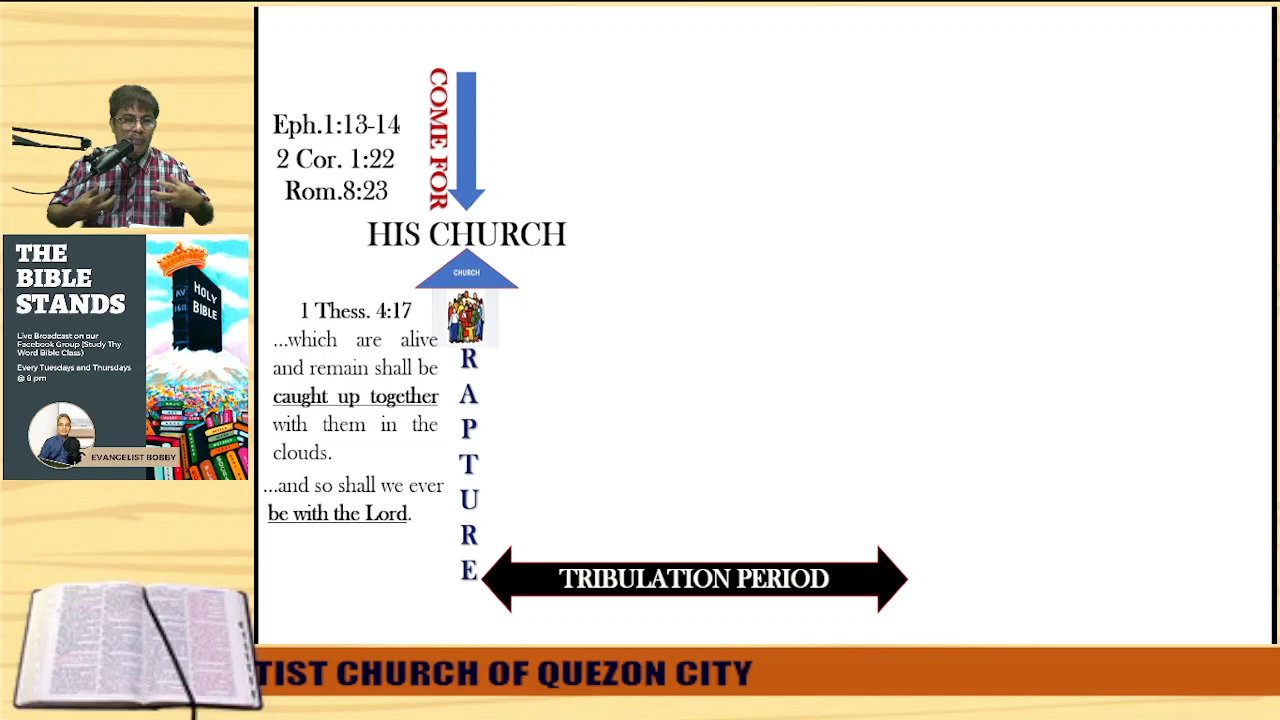 COME FOR
Eph.1:13-14
2 Cor. 1:22
Rom.8:23
HIS CHURCH
CHURCH
1 Thess. 4:17
...which are alive
and remain shall be
caught up together
with them in the
clouds.
...and so shall we ever
be with the Lord.
RAPTURE
TRIBULATION PERIOD
THE
BIBLE
STANDS
Live Broadcast on our
Facebook Group (Study Thy
Word Bible Class)
Every Tuesdays and Thursdays
@ 8 pm
EVANGELIST BOBBY
AV
1611
HOLY
BIBLE
TIST CHURCH OF QUEZON CITY